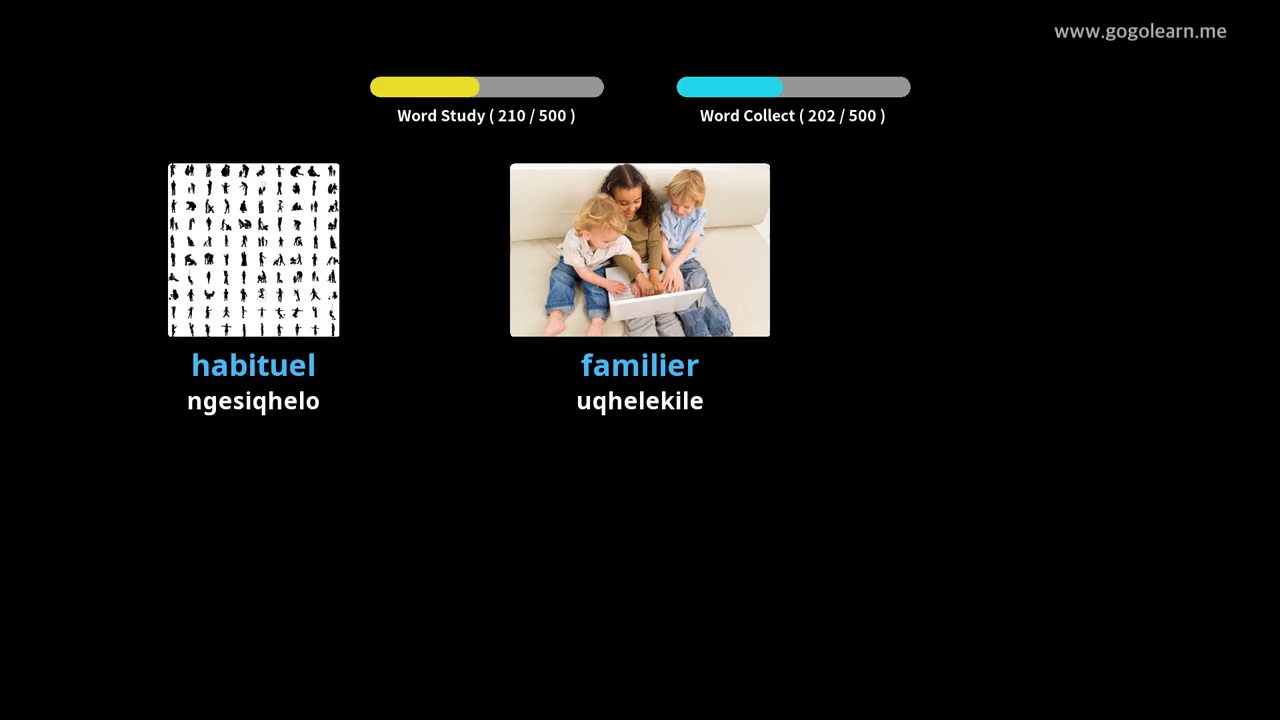 www.gogolearn.me
Word Study ( 210 / 500 )
Word Collect ( 202 / 500 )
habituel
familier
ngesiqhelo
uqhelekile